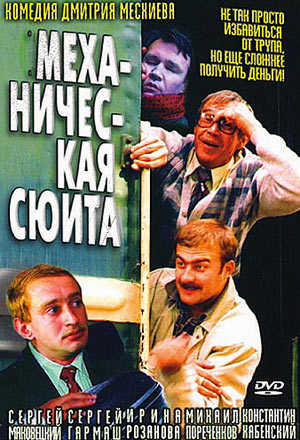 КОМЕДИЯ ДМИТРИЯ МЕСХИЕВА
НЕ ТАК ПРОСТО
ИЗБАВИТЬСЯ
ОТ ТРУПА,
НО ЕЩЕ СЛОЖНЕЕ
ПОЛУЧИТЬ ДЕНЬГИ!
МЕХА-
НИЧЕС-
КАЯ
СЮИТА
DVD
СЕРГЕЙ СЕРГЕЙ ИРИНА МИХАИЛ КОНСТАНТИН
МАКОВЕЦКИЙ ГАРМАШ РОЗАНОВА ПОРЕЧЕНКОВ ХАБЕНСКИЙ